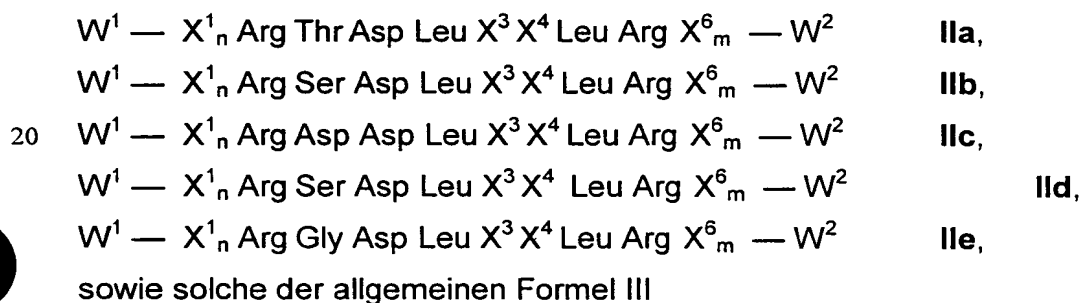 W¹ — X¹ₙ Arg Thr Asp Leu X³ X⁴ Leu Arg X⁶ₘ — W² IIa,
W¹ — X¹ₙ Arg Ser Asp Leu X³ X⁴ Leu Arg X⁶ₘ — W² IIb,
20 W¹ — X¹ₙ Arg Asp Asp Leu X³ X⁴ Leu Arg X⁶ₘ — W² IIc,
W¹ — X¹ₙ Arg Ser Asp Leu X³ X⁴ Leu Arg X⁶ₘ — W² IId,
W¹ — X¹ₙ Arg Gly Asp Leu X³ X⁴ Leu Arg X⁶ₘ — W² IIe,
sowie solche der allgemeinen Formel III